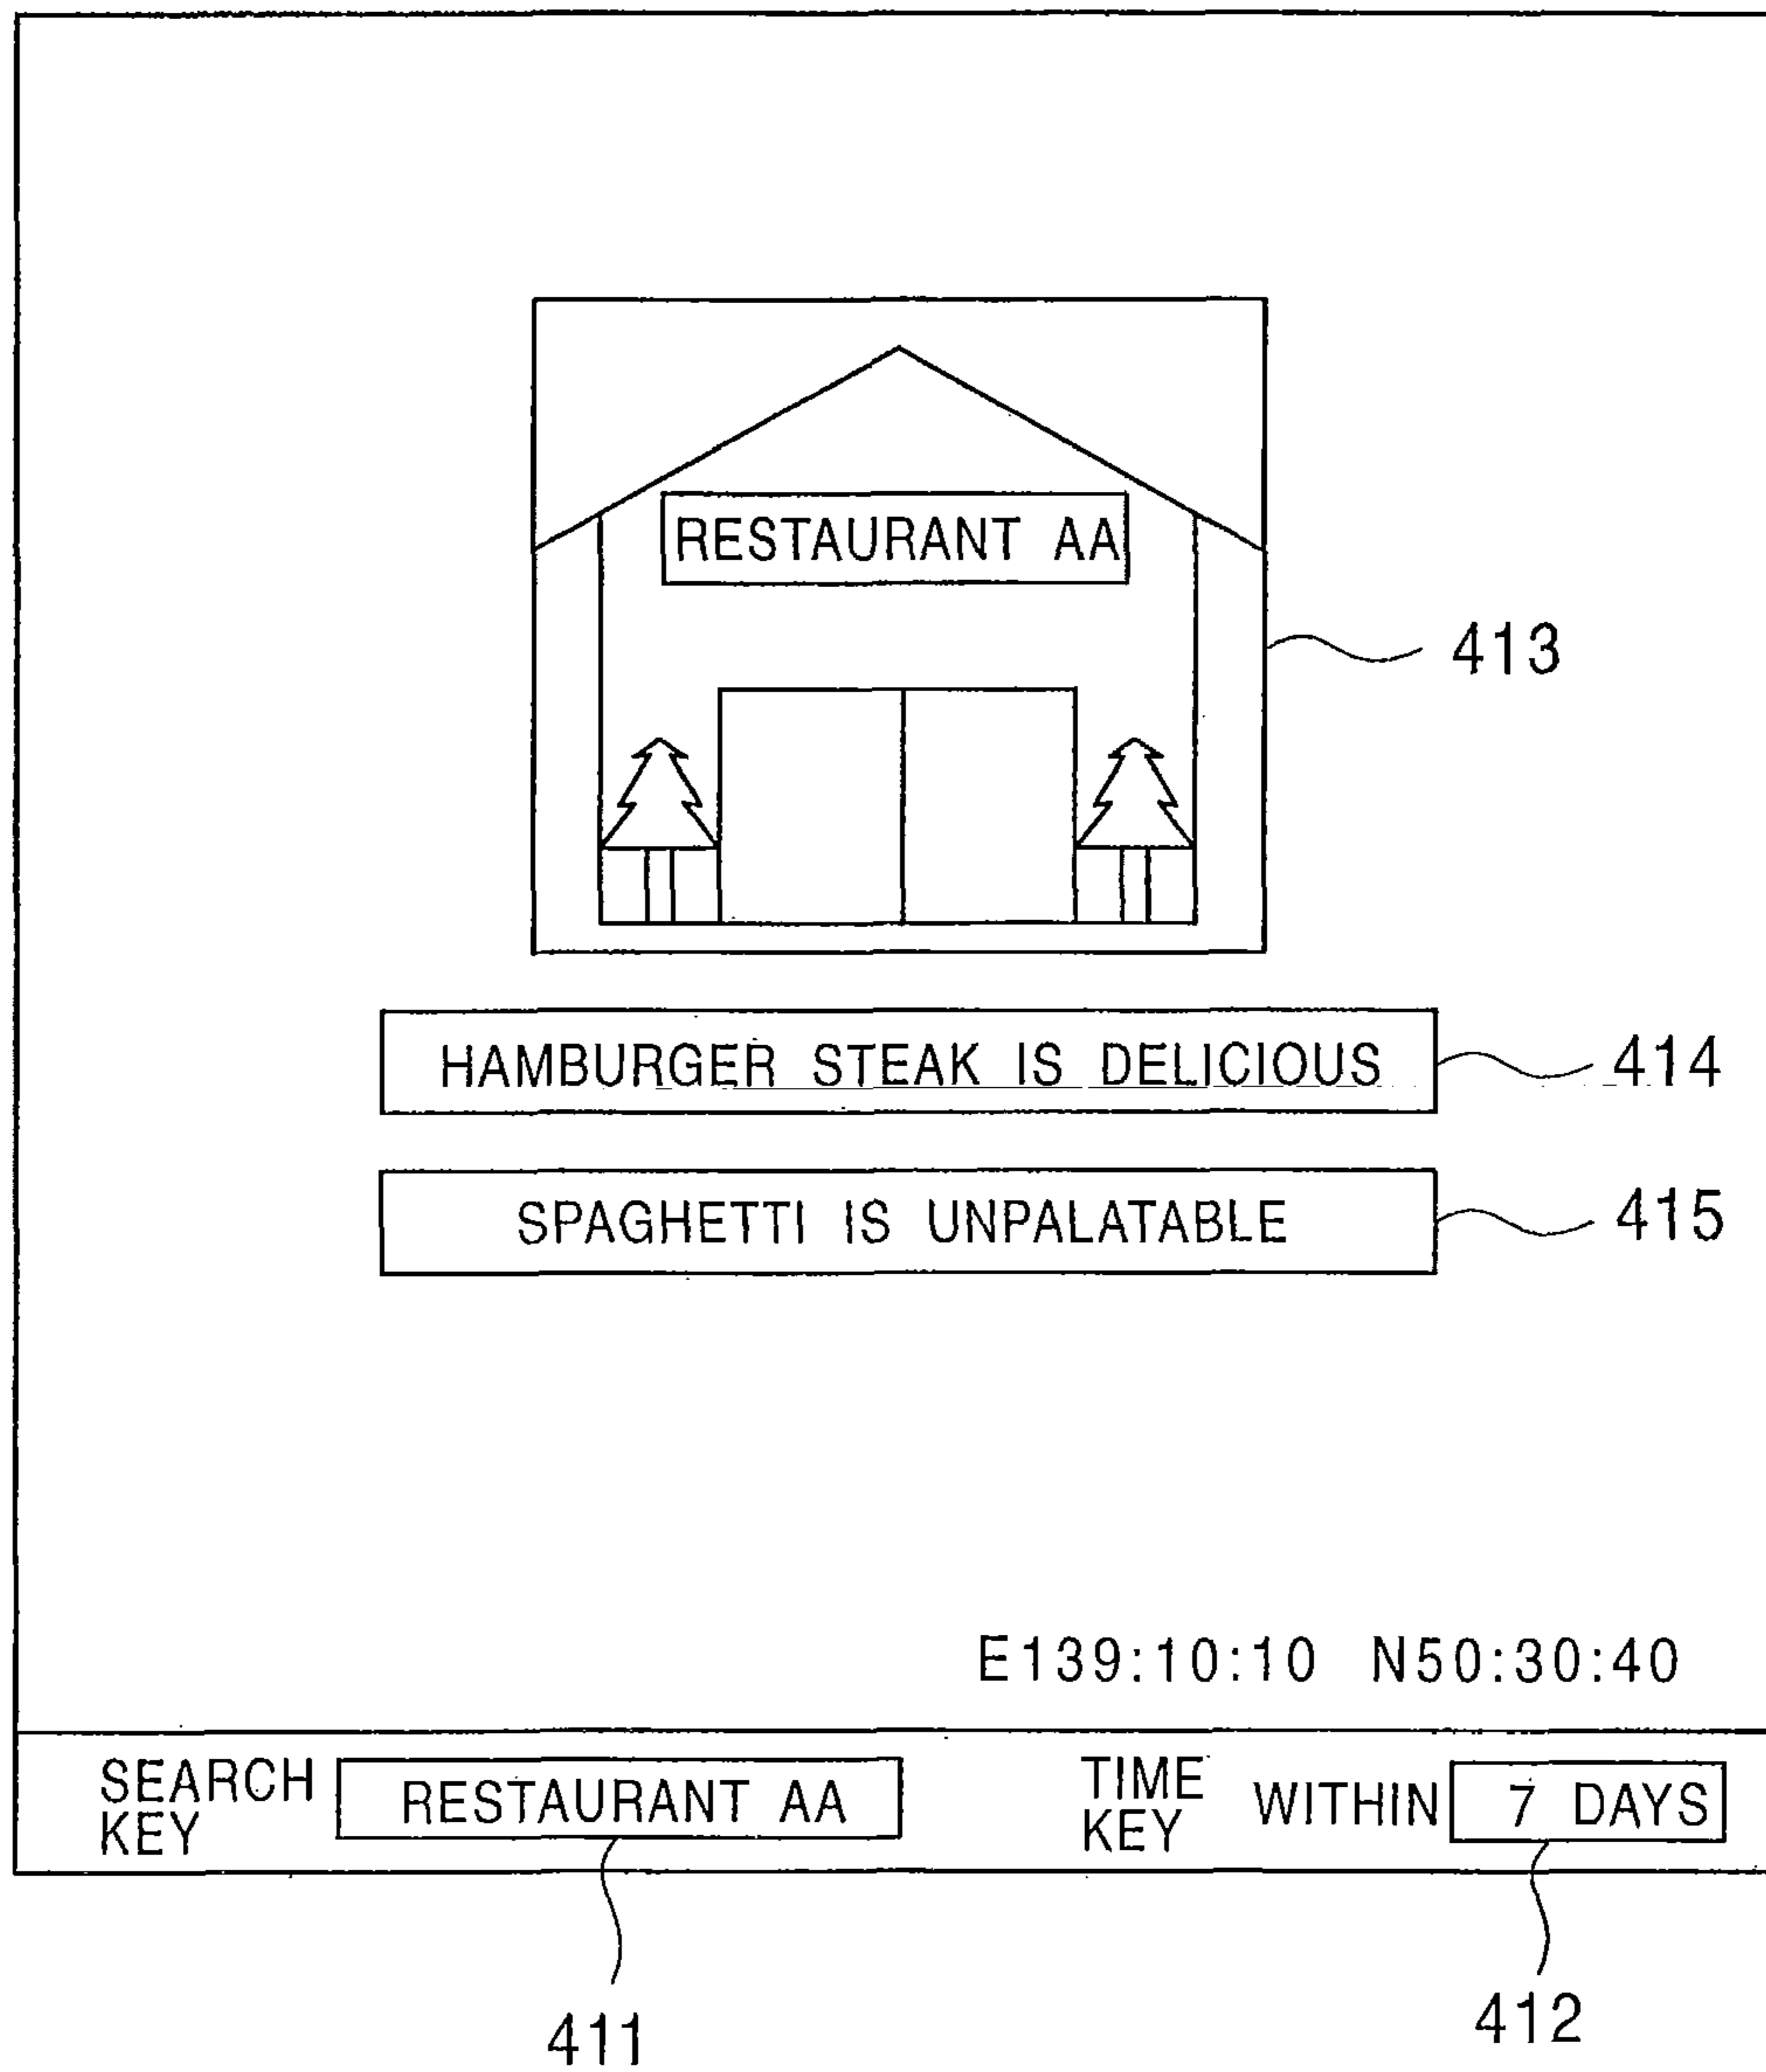 RESTAURANT AA
413
HAMBURGER STEAK IS DELICIOUS
414
SPAGHETTI IS UNPALATABLE
415
E139:10:10 N50:30:40
SEARCH KEY
RESTAURANT AA
TIME KEY
WITHIN 7 DAYS
411
412